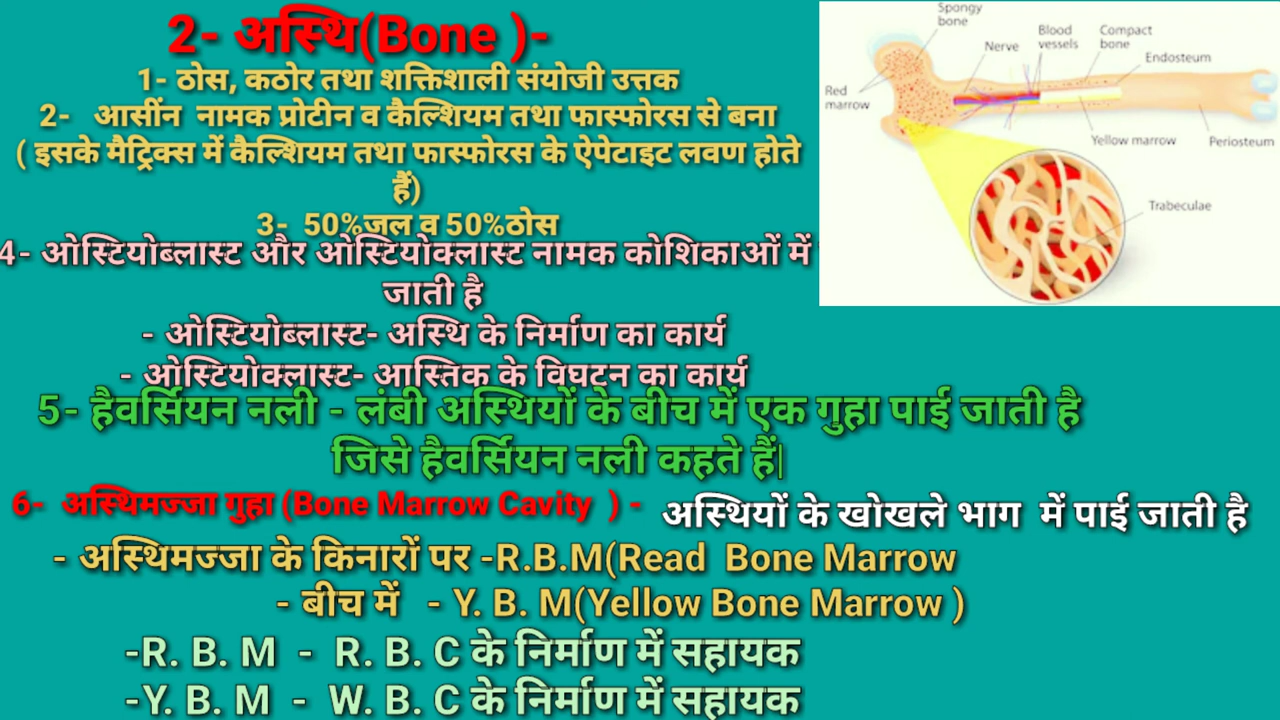 2- अस्थि(Bone )-
1- ठोस, कठोर तथा शक्तिशाली संयोजी उत्तक
2- आसींन नामक प्रोटीन व कैल्शियम तथा फास्फोरस से बना
( इसके मैट्रिक्स में कैल्शियम तथा फास्फोरस के ऐपेटाइट लवण होते
हैं)
3- 50%जल व 50%ठोस
4- ओस्टियोब्लास्ट और ओस्टियोक्लास्ट नामक कोशिकाओं में
जाती है
- ओस्टियोब्लास्ट- अस्थि के निर्माण का कार्य
- ओस्टियोक्लास्ट- आस्तिक के विघटन का कार्य
5- हैवर्सियन नली - लंबी अस्थियों के बीच में एक गुहा पाई जाती है
जिसे हैवर्सियन नली कहते हैं|
6- अस्थिमज्जा गुहा (Bone Marrow Cavity ) - अस्थियों के खोखले भाग में पाई जाती है
- अस्थिमज्जा के किनारों पर -R.B.M(Read Bone Marrow
- बीच में - Y. B. M(Yellow Bone Marrow )
-R. B. M - R. B. C के निर्माण में सहायक
-Y. B. M - W. B. C के निर्माण में सहायक
Spongy
bone
Nerve
Blood
vessels
Compact
bone
Endosteum
Red
marrow
Yellow marrow
Periosteum
Trabeculae